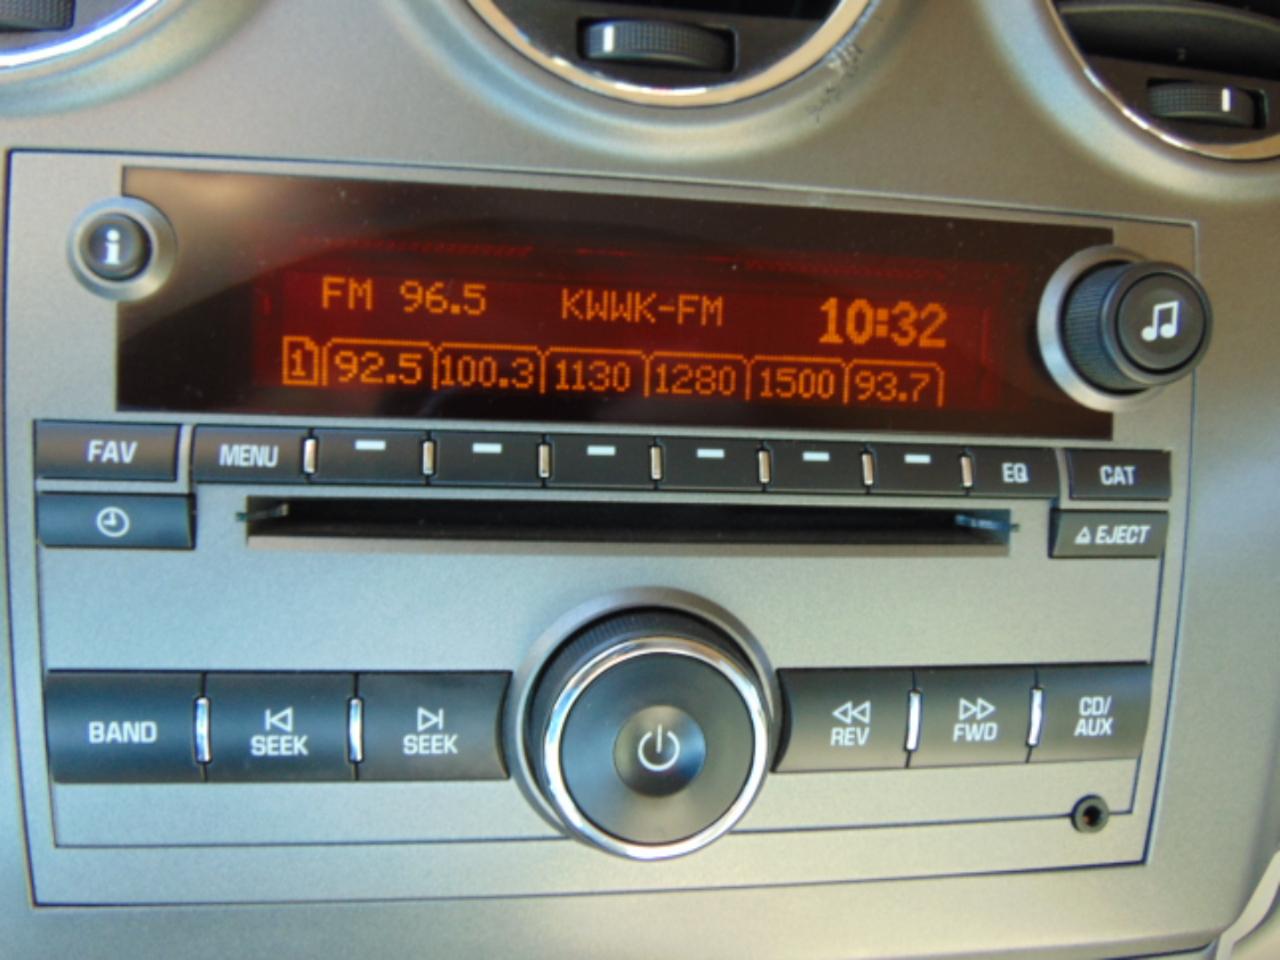 FM 96.5 KWWK-FM 10:32
1 92.5 100.3 1130 1280 1500 93.7
FAV MENU EQ CAT
EJECT
BAND SEEK SEEK REV FWD CD/
AUX